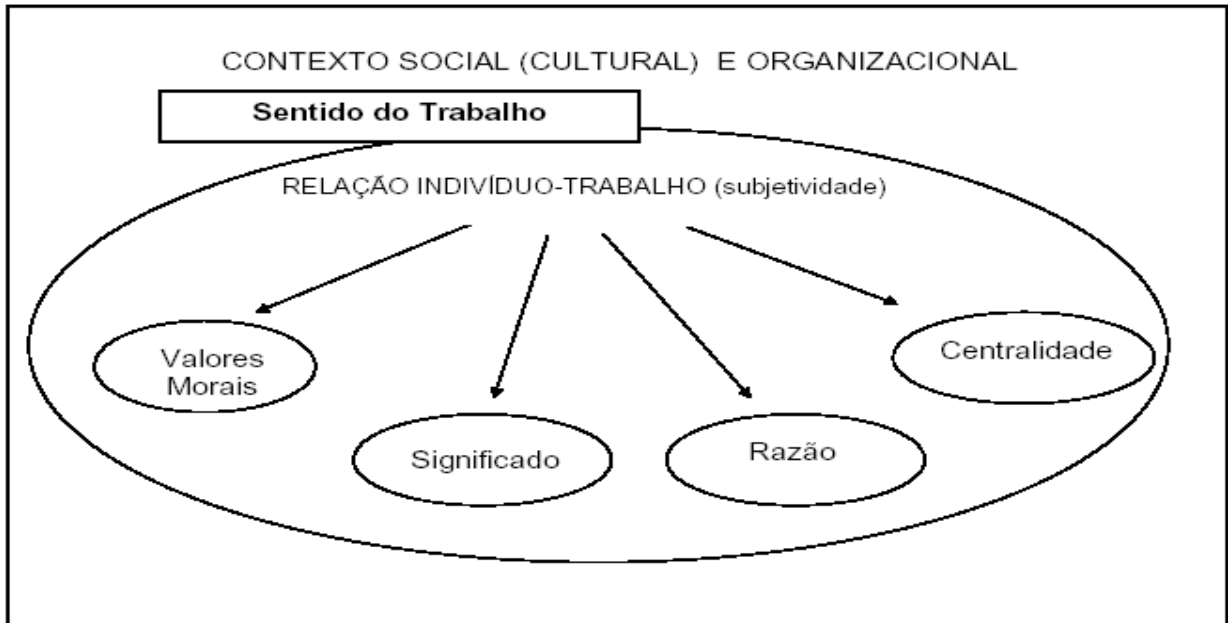 CONTEXTO SOCIAL (CULTURAL) E ORGANIZACIONAL
Sentido do Trabalho
RELAÇÃO INDIVÍDUO-TRABALHO (subjetividade)
Valores
Morais
Significado
Razão
Centralidade